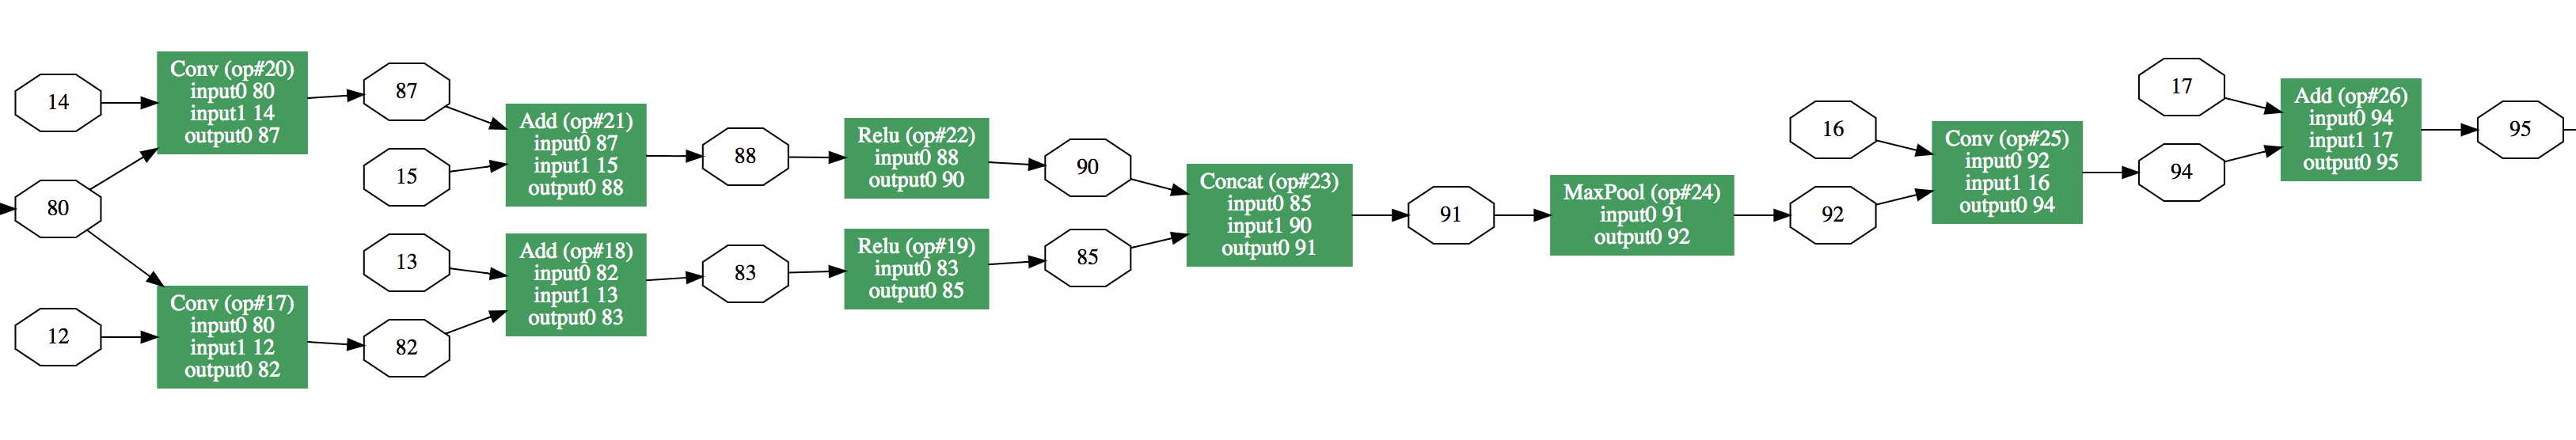 14
Conv (op#20)
input0 80
input1 14
output0 87
87
15
80
Add (op#21)
input0 87
input1 15
output0 88
88
Relu (op#22)
input0 88
output0 90
90
12
Conv (op#17)
input0 80
input1 12
output0 82
13
82
Add (op#18)
input0 82
input1 13
output0 83
83
Relu (op#19)
input0 83
output0 85
85
Concat (op#23)
input0 85
input1 90
output0 91
91
MaxPool (op#24)
input0 91
output0 92
16
92
Conv (op#25)
input0 92
input1 16
output0 94
17
94
Add (op#26)
input0 94
input1 17
output0 95
95